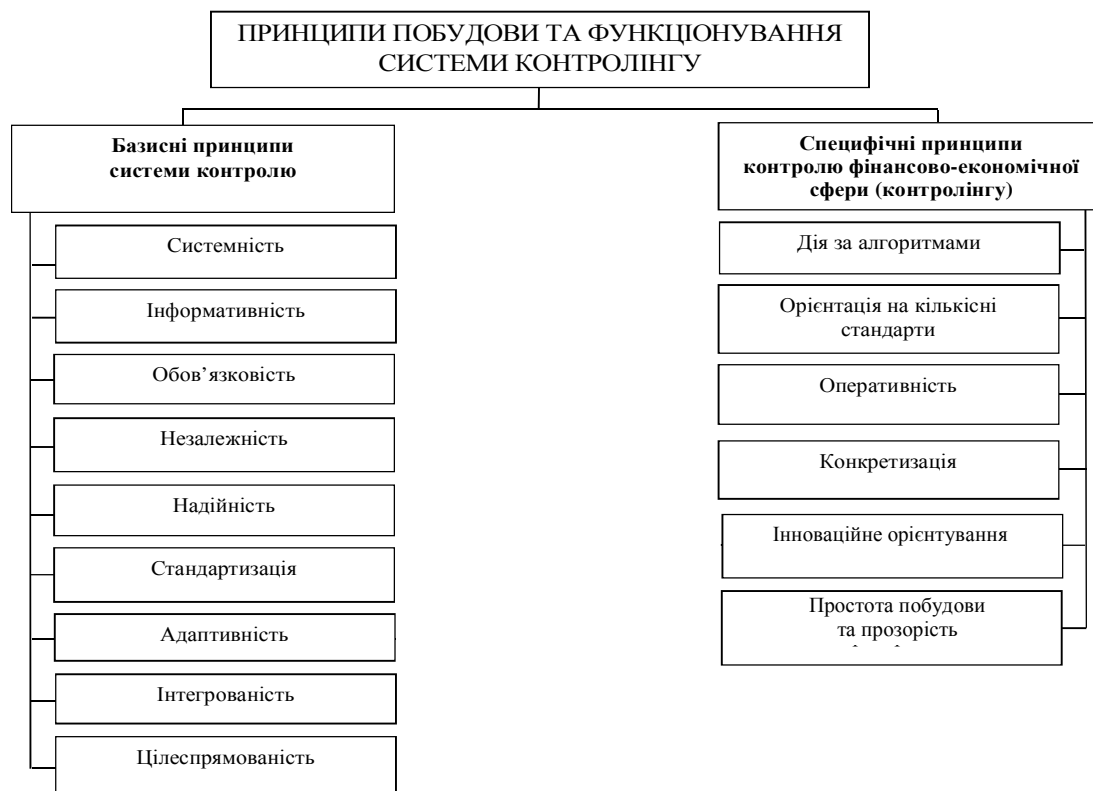 ПРИНЦИПИ ПОБУДОВИ ТА ФУНКЦІОНУВАННЯ
СИСТЕМИ КОНТРОЛІНГУ
Базисні принципи
системи контролю
Системність
Інформативність
Обов’язковість
Незалежність
Надійність
Стандартизація
Адаптивність
Інтегрованість
Цілеспрямованість
Специфічні принципи
контролю фінансово-економічної
сфери (контролінгу)
Дія за алгоритмами
Орієнтація на кількісні
стандарти
Оперативність
Конкретизація
Інноваційне орієнтування
Простота побудови
та прозорість